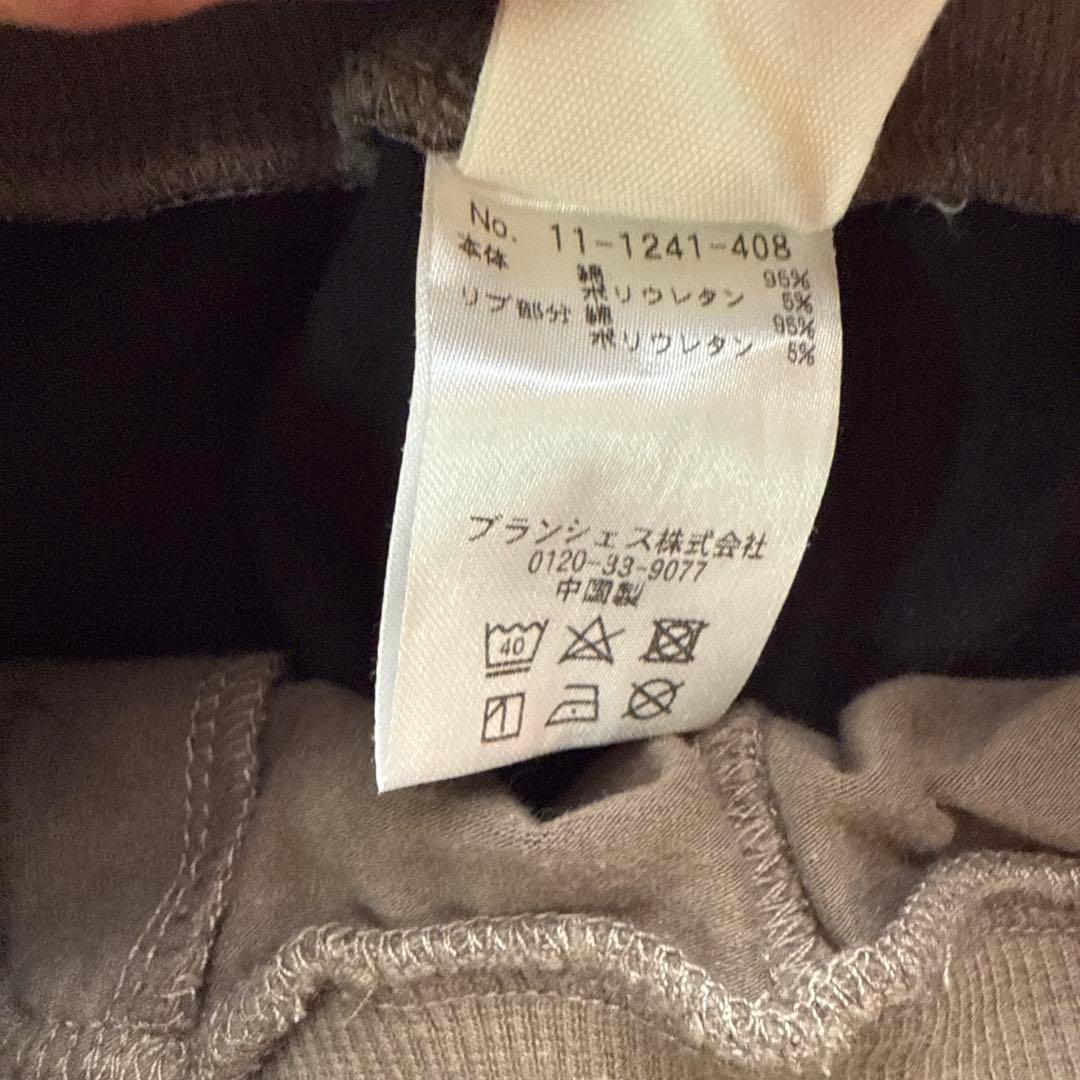 No. 11-1241-408
本体 綿 95%
ポリウレタン 5%
リブ部分 綿 95%
ポリウレタン 5%
ブランシェス株式会社
0120-33-9077
中国製
40